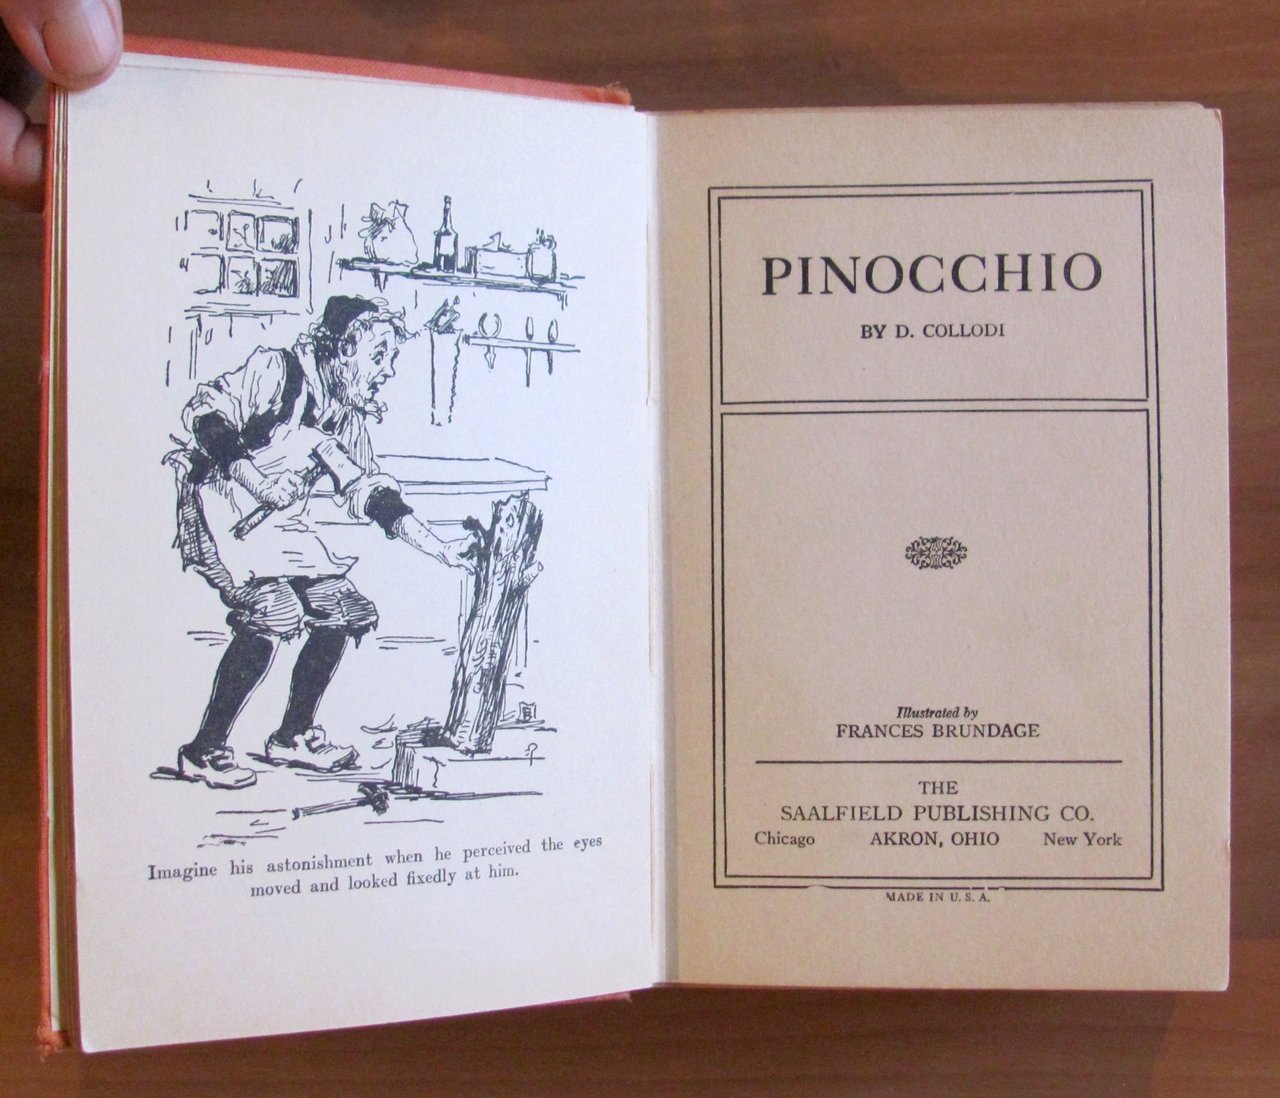 Imagine his astonishment when he perceived the eyes
moved and looked fixedly at him.
PINOCCHIO
BY D. COLLODI
Illustrated by
FRANCES BRUNDAGE
THE
SAALFIELD PUBLISHING CO.
Chicago AKRON, OHIO New York
MADE IN U. S. A.